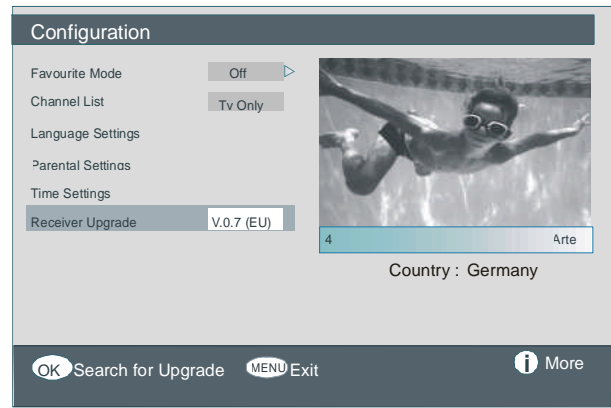 Configuration
Favourite Mode Off
Channel List Tv Only
Language Settings
Parental Settings
Time Settings
Receiver Upgrade V.0.7 (EU)
4 Arte
Country : Germany
OK Search for Upgrade MENU Exit i More